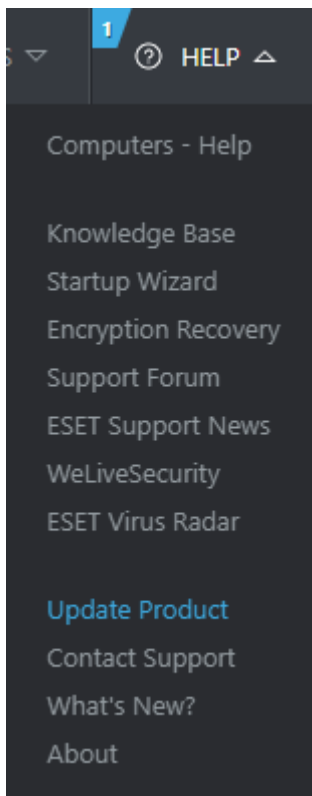 1
HELP
Computers - Help
Knowledge Base
Startup Wizard
Encryption Recovery
Support Forum
ESET Support News
WeLiveSecurity
ESET Virus Radar
Update Product
Contact Support
What's New?
About